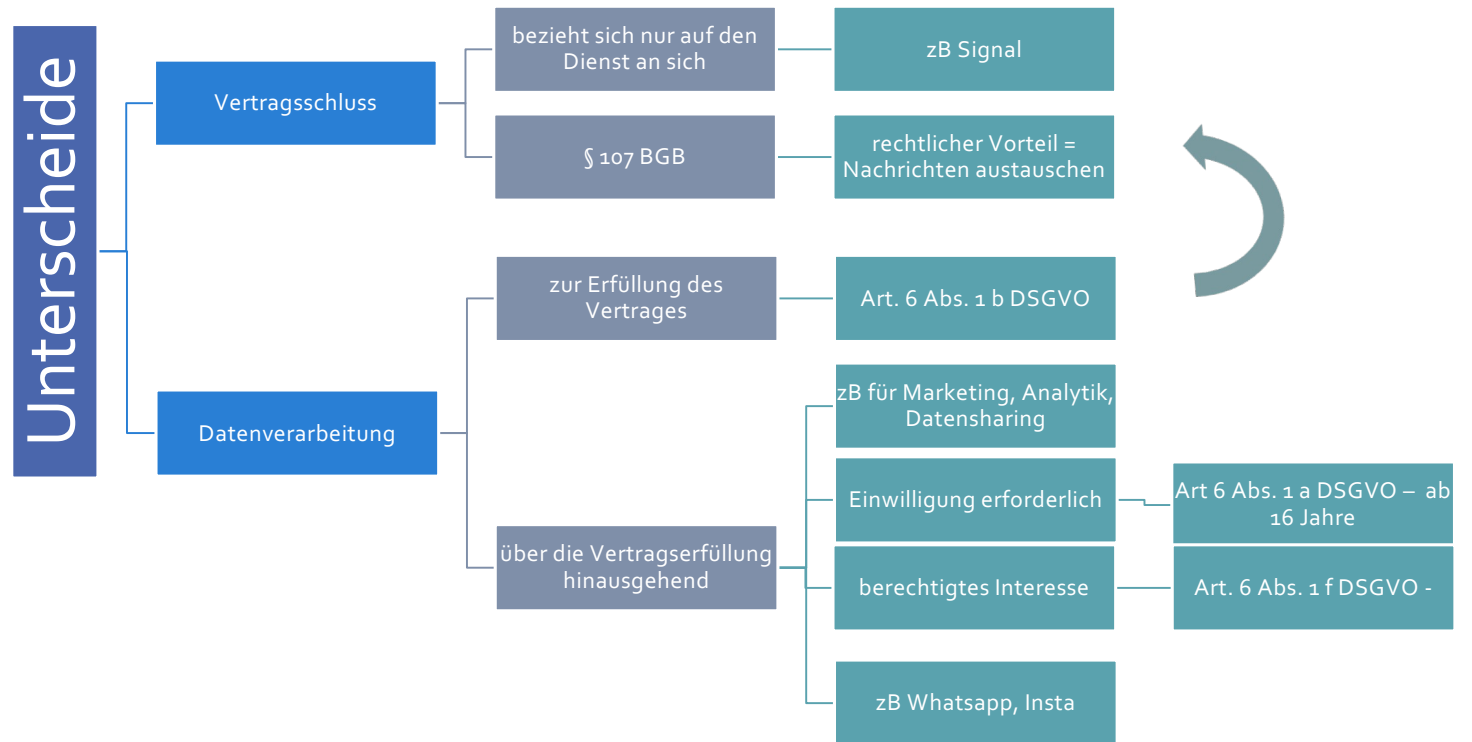 Unterscheide
Vertragsschluss
bezieht sich nur auf den
Dienst an sich
zB Signal
§ 107 BGB
rechtlicher Vorteil =
Nachrichten austauschen
Datenverarbeitung
zur Erfüllung des
Vertrages
Art. 6 Abs. 1 b DSGVO
über die Vertragserfüllung
hinausgehend
zB für Marketing, Analytik,
Datensharing
Einwilligung erforderlich
Art 6 Abs. 1 a DSGVO – ab
16 Jahre
berechtigtes Interesse
Art. 6 Abs. 1 f DSGVO -
zB Whatsapp, Insta